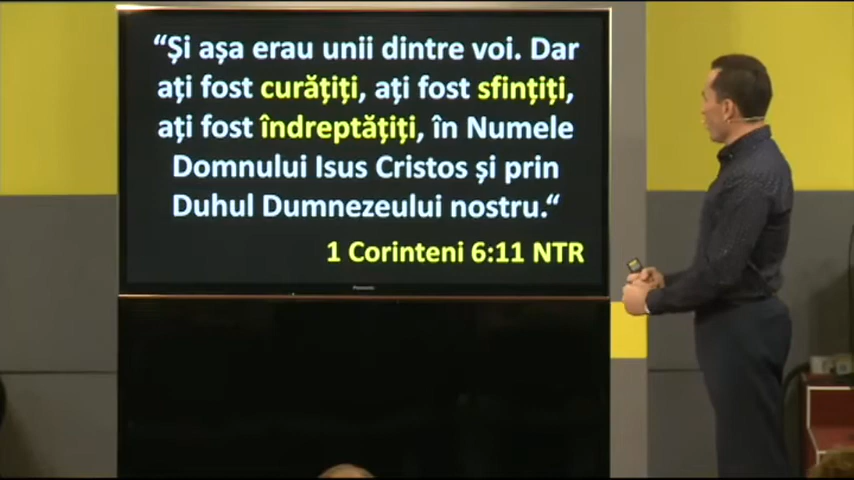 “Și așa erau unii dintre voi. Dar
ați fost curățiți, ați fost sfințiți,
ați fost îndreptățiți, în Numele
Domnului Isus Cristos și prin
Duhul Dumnezeului nostru.“
1 Corinteni 6:11 NTR
Panasonic